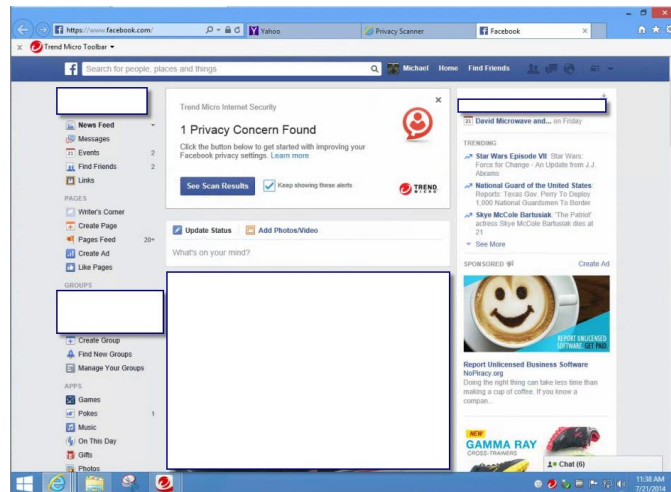 https://www.facebook.com/
Yahoo
Privacy Scanner
Facebook
Trend Micro Toolbar
Search for people, places and things
Michael Home Find Friends
News Feed
Messages
Events 2
Find Friends 2
Links
PAGES
Writer's Corner
Create Page
Pages Feed 20+
Create Ad
Like Pages
GROUPS
Create Group
Find New Groups
Manage Your Groups
APPS
Games
Pokes 1
Music
On This Day
Gifts
Photos
Trend Micro Internet Security
1 Privacy Concern Found
Click the button below to get started with improving your
Facebook privacy settings. Learn more
See Scan Results
Keep showing these alerts
TREND
MICRO
Update Status
Add Photos/Video
What's on your mind?
David Microwave and... on Friday
TRENDING
Star Wars Episode VII: Star Wars:
Force for Change - An Update from J.J.
Abrams
National Guard of the United States:
Reports: Texas Gov. Perry To Deploy
1,000 National Guardsmen To Border
Skye McCole Bartusiak: 'The Patriot'
actress Skye McCole Bartusiak dies at
21
See More
SPONSORED
Create Ad
REPORT UNLICENSED
SOFTWARE. GET PAID.
Report Unlicensed Business Software
NoPiracy.org
Doing the right thing can take less time than
making a cup of coffee. If you know a
compan...
NEW
GAMMA RAY
CROSS-TRAINERS
Chat (6)
11:38 AM
7/21/2014